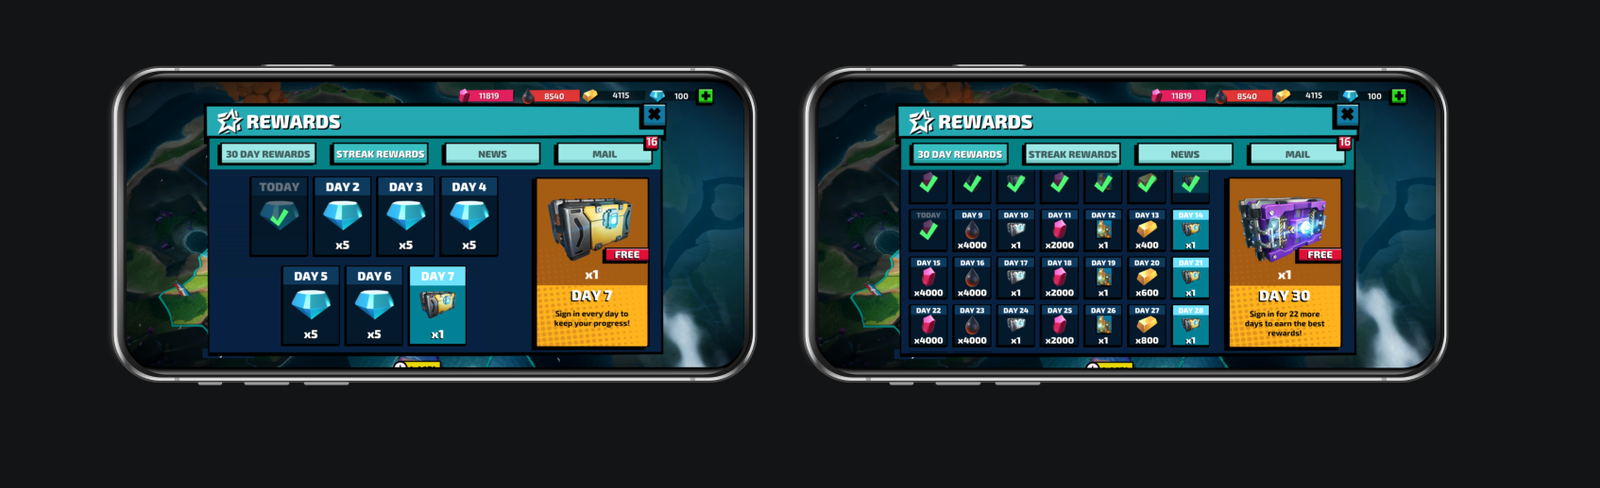 11819 8540 4115 100
REWARDS
16
30 DAY REWARDS STREAK REWARDS NEWS MAIL
TODAY DAY 2 DAY 3 DAY 4
x5 x5 x5
DAY 5 DAY 6 DAY 7
x5 x5 x1
FREE
x1
DAY 7
Sign in every day to
keep your progress!
11819 8540 4115 100
REWARDS
16
30 DAY REWARDS STREAK REWARDS NEWS MAIL
TODAY DAY 9 DAY 10 DAY 11 DAY 12 DAY 13 DAY 14
x4000 x1 x2000 x1 x400 x1
DAY 15 DAY 16 DAY 17 DAY 18 DAY 19 DAY 20 DAY 21
x4000 x4000 x1 x2000 x1 x600 x1
DAY 22 DAY 23 DAY 24 DAY 25 DAY 26 DAY 27 DAY 28
x4000 x4000 x1 x2000 x1 x800 x1
FREE
x1
DAY 30
Sign in for 22 more
days to earn the best
rewards!